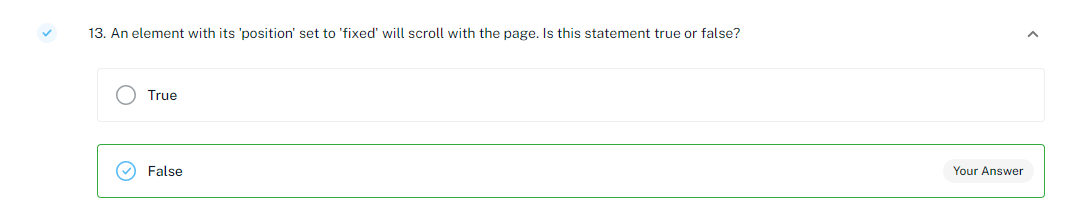 13. An element with its 'position' set to 'fixed' will scroll with the page. Is this statement true or false?
True
False Your Answer